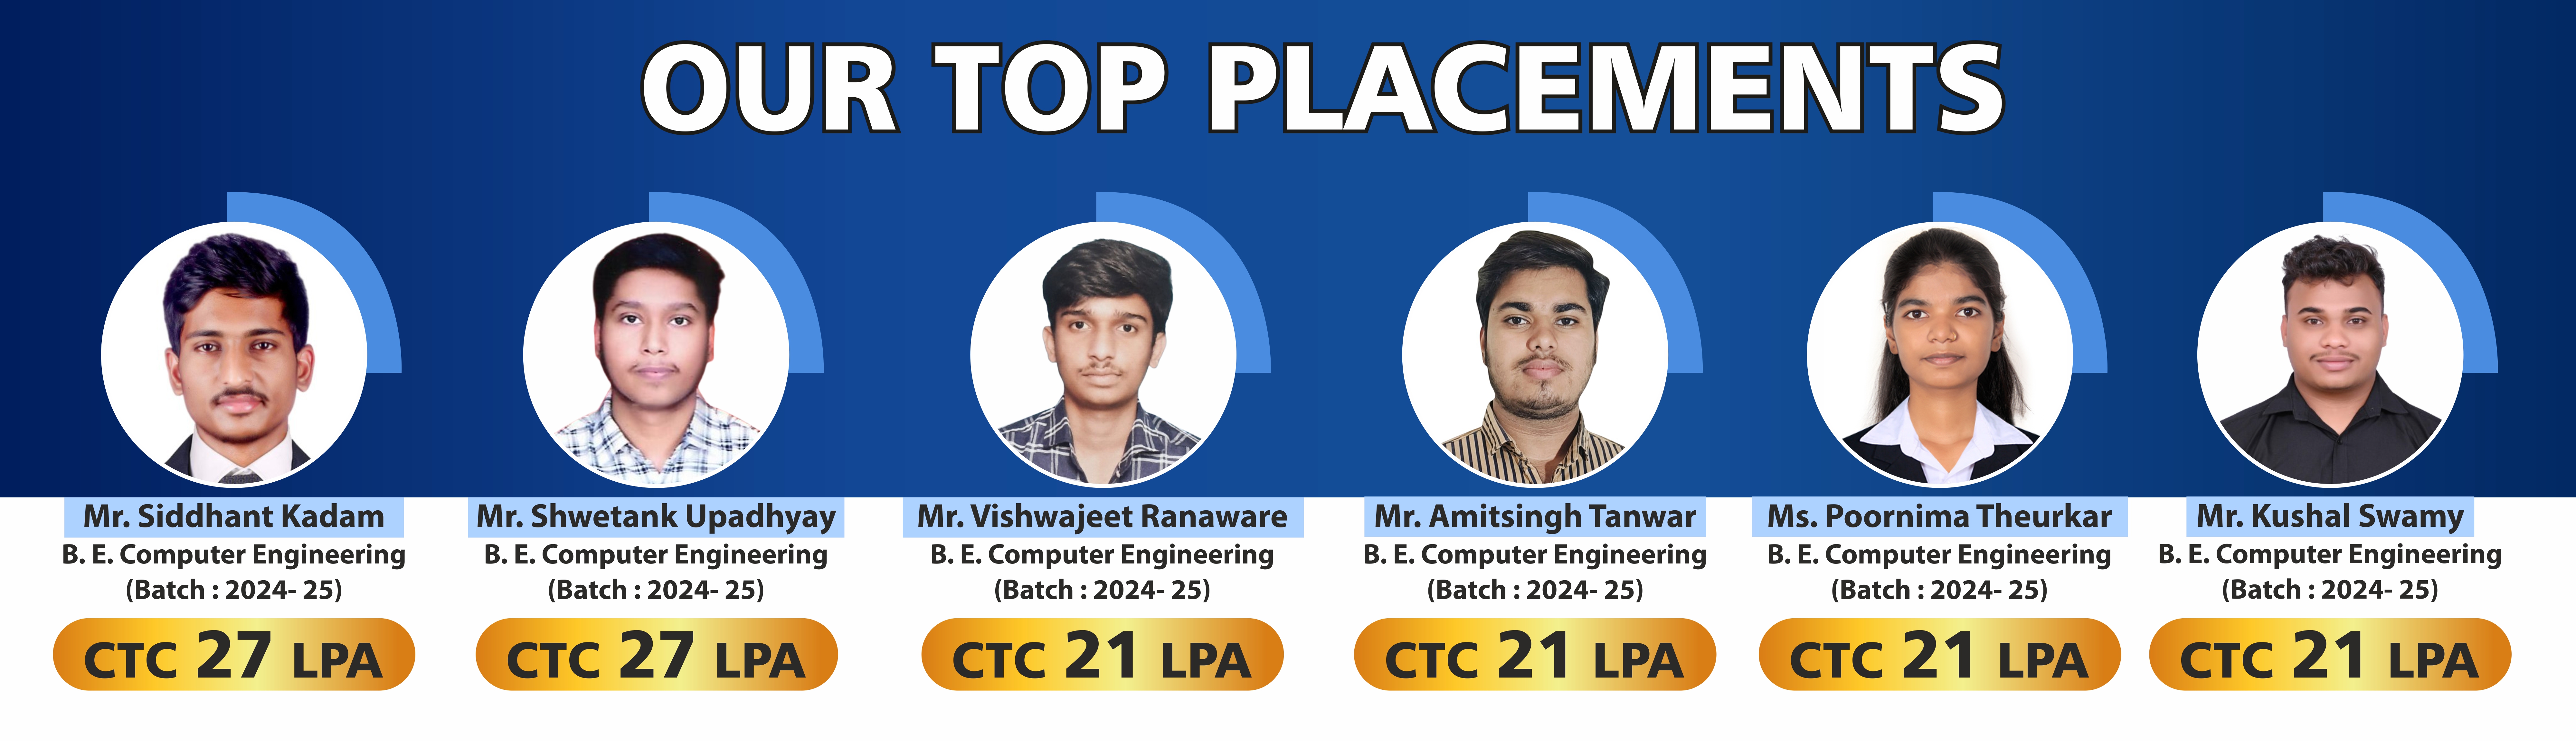 OUR TOP PLACEMENTS
Mr. Siddhant Kadam
B. E. Computer Engineering
(Batch : 2024- 25)
CTC 27 LPA
Mr. Shwetank Upadhyay
B. E. Computer Engineering
(Batch : 2024- 25)
CTC 27 LPA
Mr. Vishwajeet Ranaware
B. E. Computer Engineering
(Batch : 2024- 25)
CTC 21 LPA
Mr. Amitsingh Tanwar
B. E. Computer Engineering
(Batch : 2024- 25)
CTC 21 LPA
Ms. Poornima Theurkar
B. E. Computer Engineering
(Batch : 2024- 25)
CTC 21 LPA
Mr. Kushal Swamy
B. E. Computer Engineering
(Batch : 2024- 25)
CTC 21 LPA